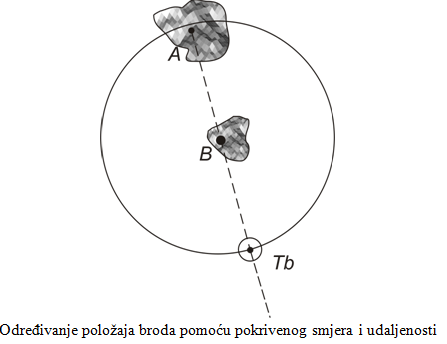 A
B
Tb
Određivanje položaja broda pomoću pokrivenog smjera i udaljenosti